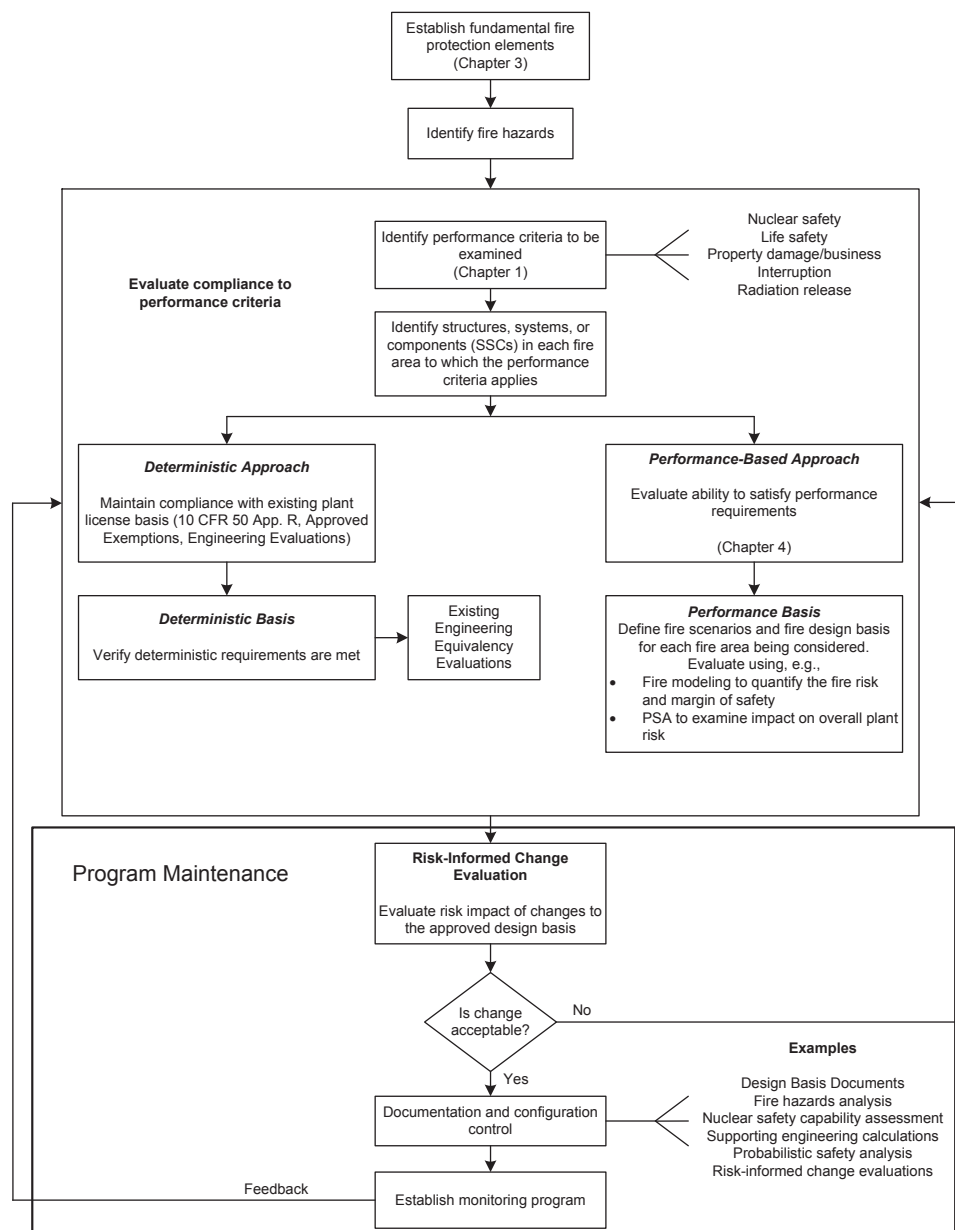 Establish fundamental fire
protection elements
(Chapter 3)
Identify fire hazards
Identify performance criteria to be
examined
(Chapter 1)
Nuclear safety
Life safety
Property damage/business
Interruption
Radiation release
Evaluate compliance to
performance criteria
Identify structures, systems, or
components (SSCs) in each fire
area to which the performance
criteria applies
Deterministic Approach
Maintain compliance with existing plant
license basis (10 CFR 50 App. R, Approved
Exemptions, Engineering Evaluations)
Performance-Based Approach
Evaluate ability to satisfy performance
requirements
(Chapter 4)
Deterministic Basis
Verify deterministic requirements are met
Existing
Engineering
Equivalency
Evaluations
Performance Basis
Define fire scenarios and fire design basis
for each fire area being considered.
Evaluate using, e.g.,
• Fire modeling to quantify the fire risk
and margin of safety
• PSA to examine impact on overall plant
risk
Program Maintenance
Risk-Informed Change
Evaluation
Evaluate risk impact of changes to
the approved design basis
Is change
acceptable?
No
Yes
Examples
Design Basis Documents
Fire hazards analysis
Nuclear safety capability assessment
Supporting engineering calculations
Probabilistic safety analysis
Risk-informed change evaluations
Documentation and configuration
control
Feedback
Establish monitoring program